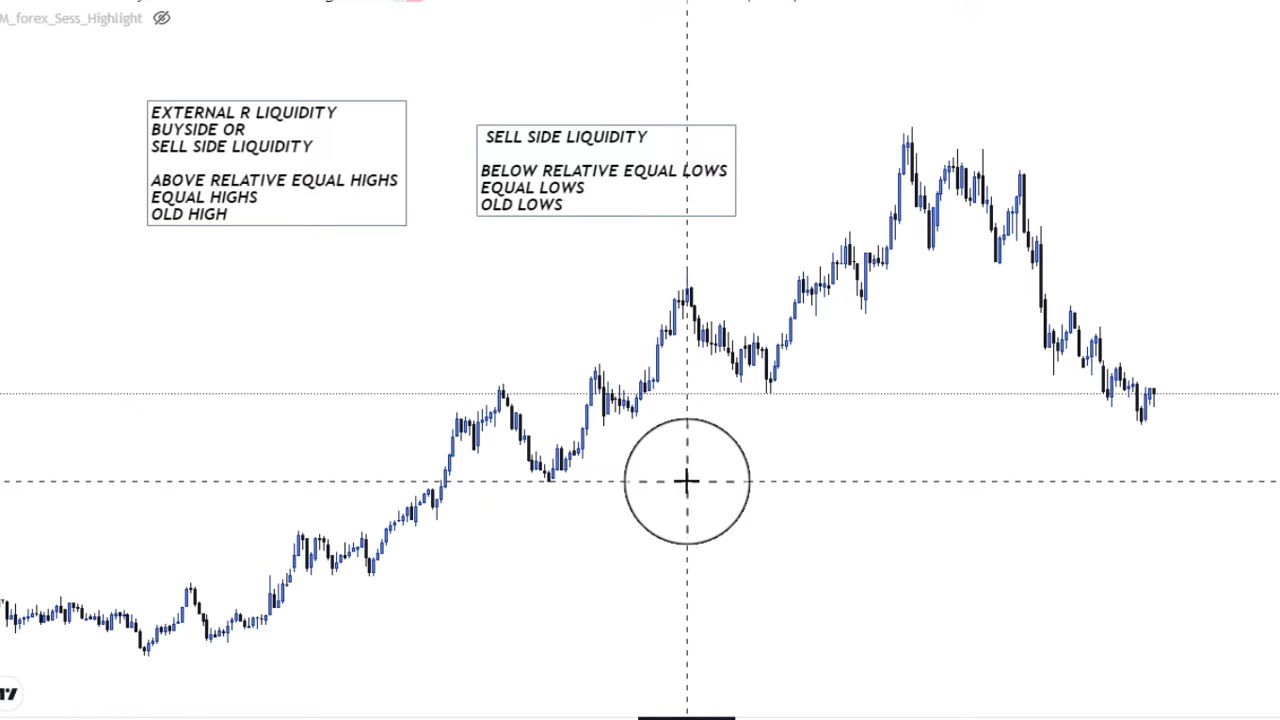 M_forex_Sess_Highlight
EXTERNAL R LIQUIDITY
BUYSIDE OR
SELL SIDE LIQUIDITY
ABOVE RELATIVE EQUAL HIGHS
EQUAL HIGHS
OLD HIGH
SELL SIDE LIQUIDITY
BELOW RELATIVE EQUAL LOWS
EQUAL LOWS
OLD LOWS